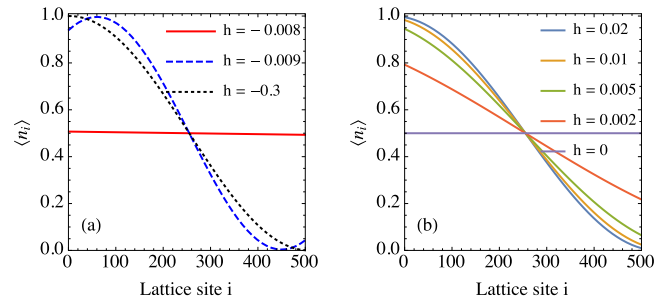 1.0
0.8
0.6
0.4
0.2
0.0
⟨nᵢ⟩
h = − 0.008
h = − 0.009
h = −0.3
(a)
0 100 200 300 400 500
Lattice site i
1.0
0.8
0.6
0.4
0.2
0.0
⟨nᵢ⟩
h = 0.02
h = 0.01
h = 0.005
h = 0.002
h = 0
(b)
0 100 200 300 400 500
Lattice site i